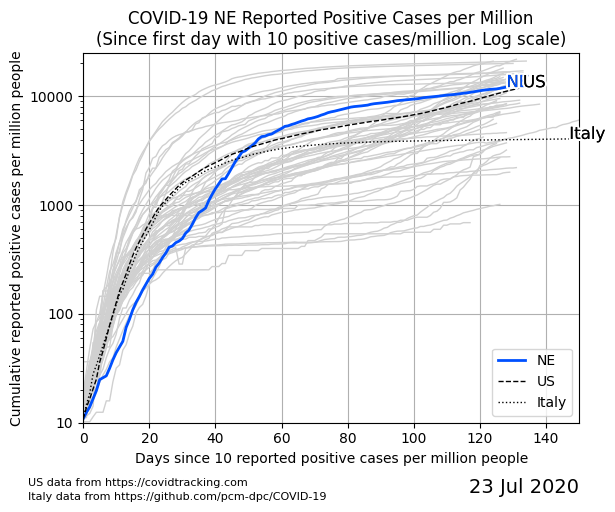 COVID-19 NE Reported Positive Cases per Million
(Since first day with 10 positive cases/million. Log scale)
Cumulative reported positive cases per million people
10000
1000
100
10
NE
US
Italy
NE
US
Italy
0 20 40 60 80 100 120 140
Days since 10 reported positive cases per million people
US data from https://covidtracking.com
Italy data from https://github.com/pcm-dpc/COVID-19
23 Jul 2020